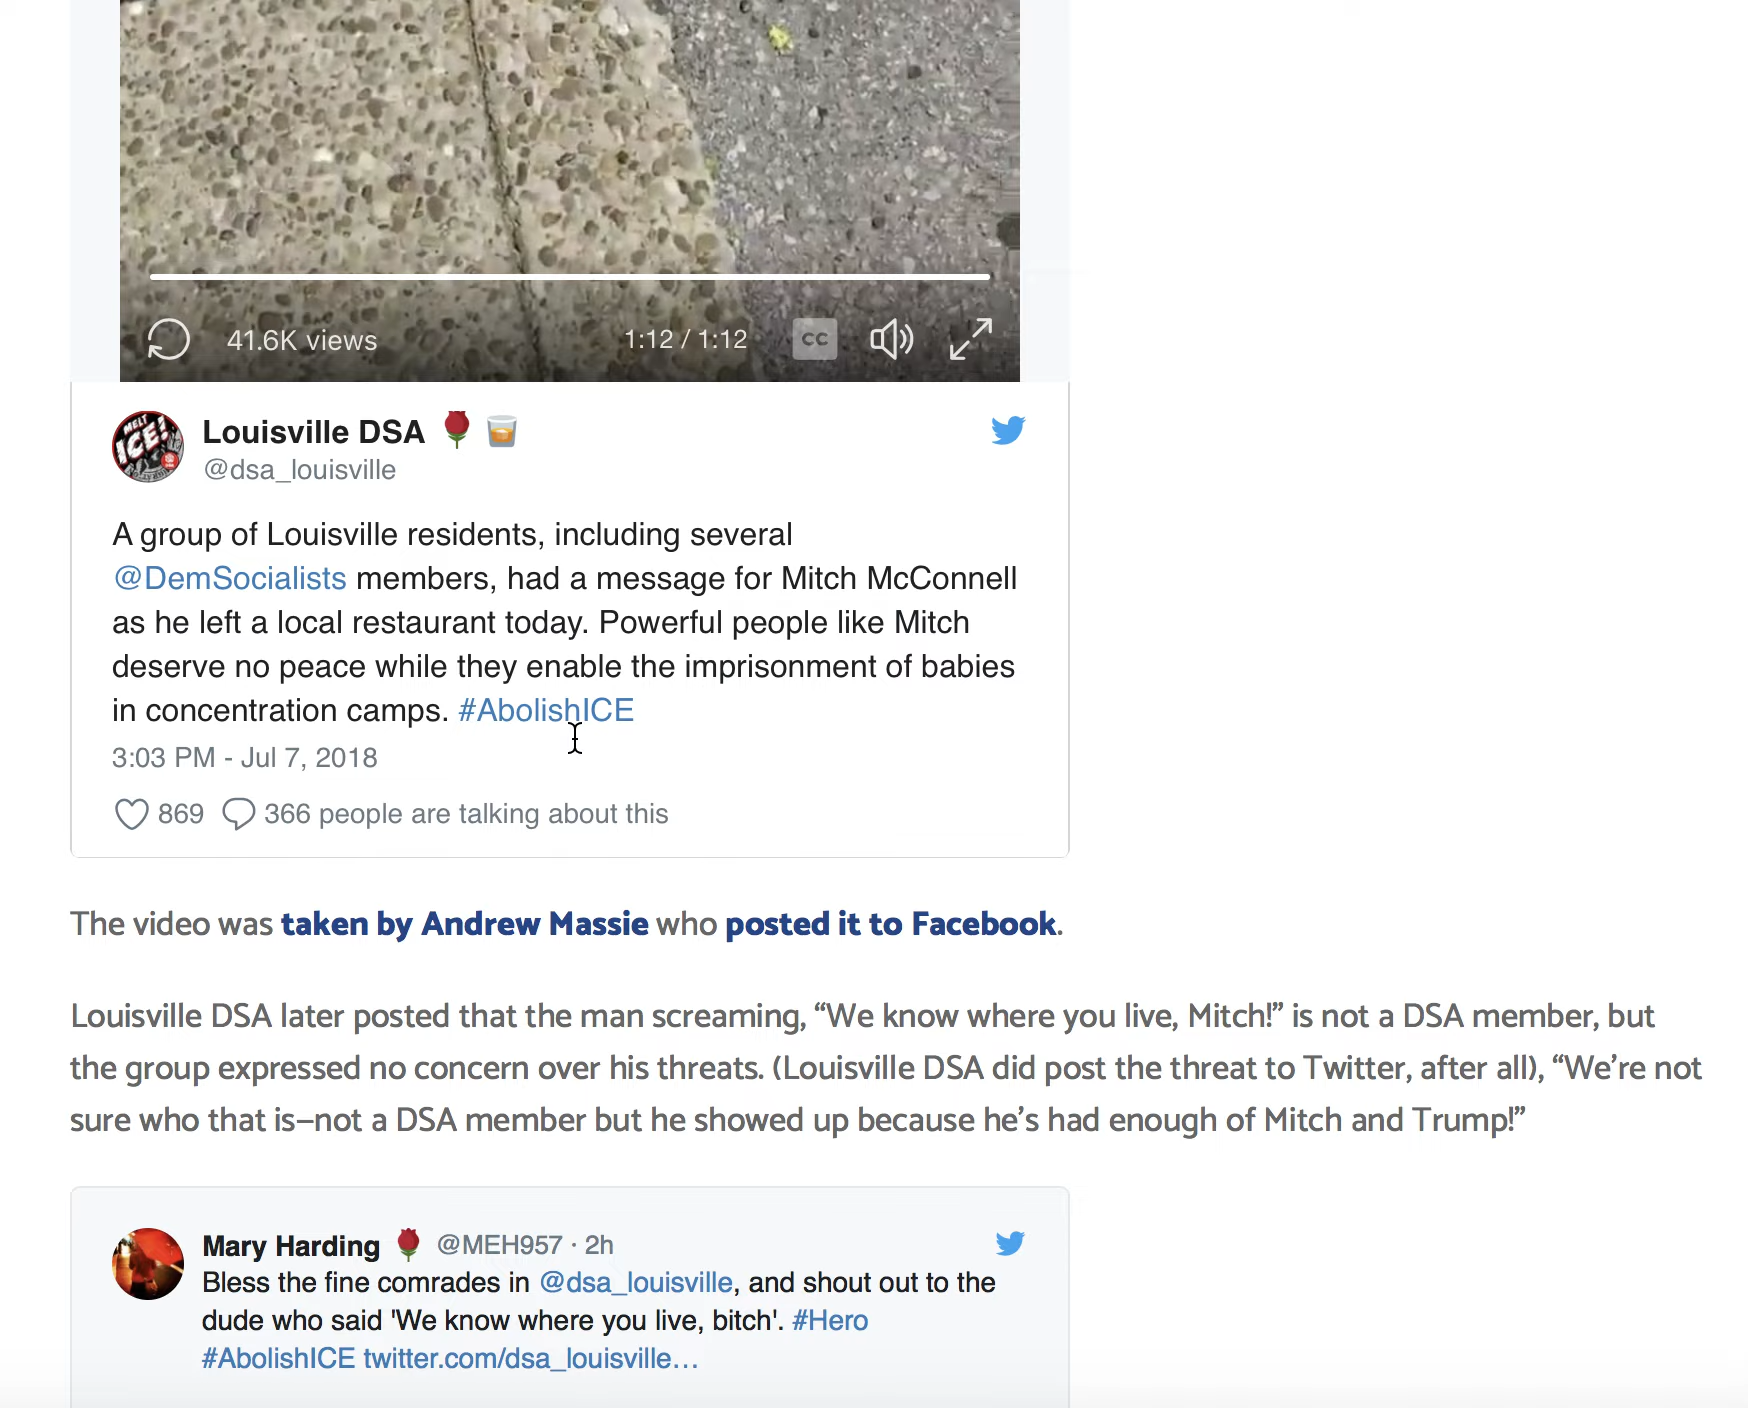 41.6K views 1:12 / 1:12 CC
MELT
ICE!
Louisville DSA
@dsa_louisville
A group of Louisville residents, including several
@DemSocialists members, had a message for Mitch McConnell
as he left a local restaurant today. Powerful people like Mitch
deserve no peace while they enable the imprisonment of babies
in concentration camps. #AbolishICE
3:03 PM - Jul 7, 2018
869 366 people are talking about this
The video was taken by Andrew Massie who posted it to Facebook.
Louisville DSA later posted that the man screaming, “We know where you live, Mitch!” is not a DSA member, but
the group expressed no concern over his threats. (Louisville DSA did post the threat to Twitter, after all), “We’re not
sure who that is—not a DSA member but he showed up because he’s had enough of Mitch and Trump!”
Mary Harding @MEH957 · 2h
Bless the fine comrades in @dsa_louisville, and shout out to the
dude who said 'We know where you live, bitch'. #Hero
#AbolishICE twitter.com/dsa_louisville…